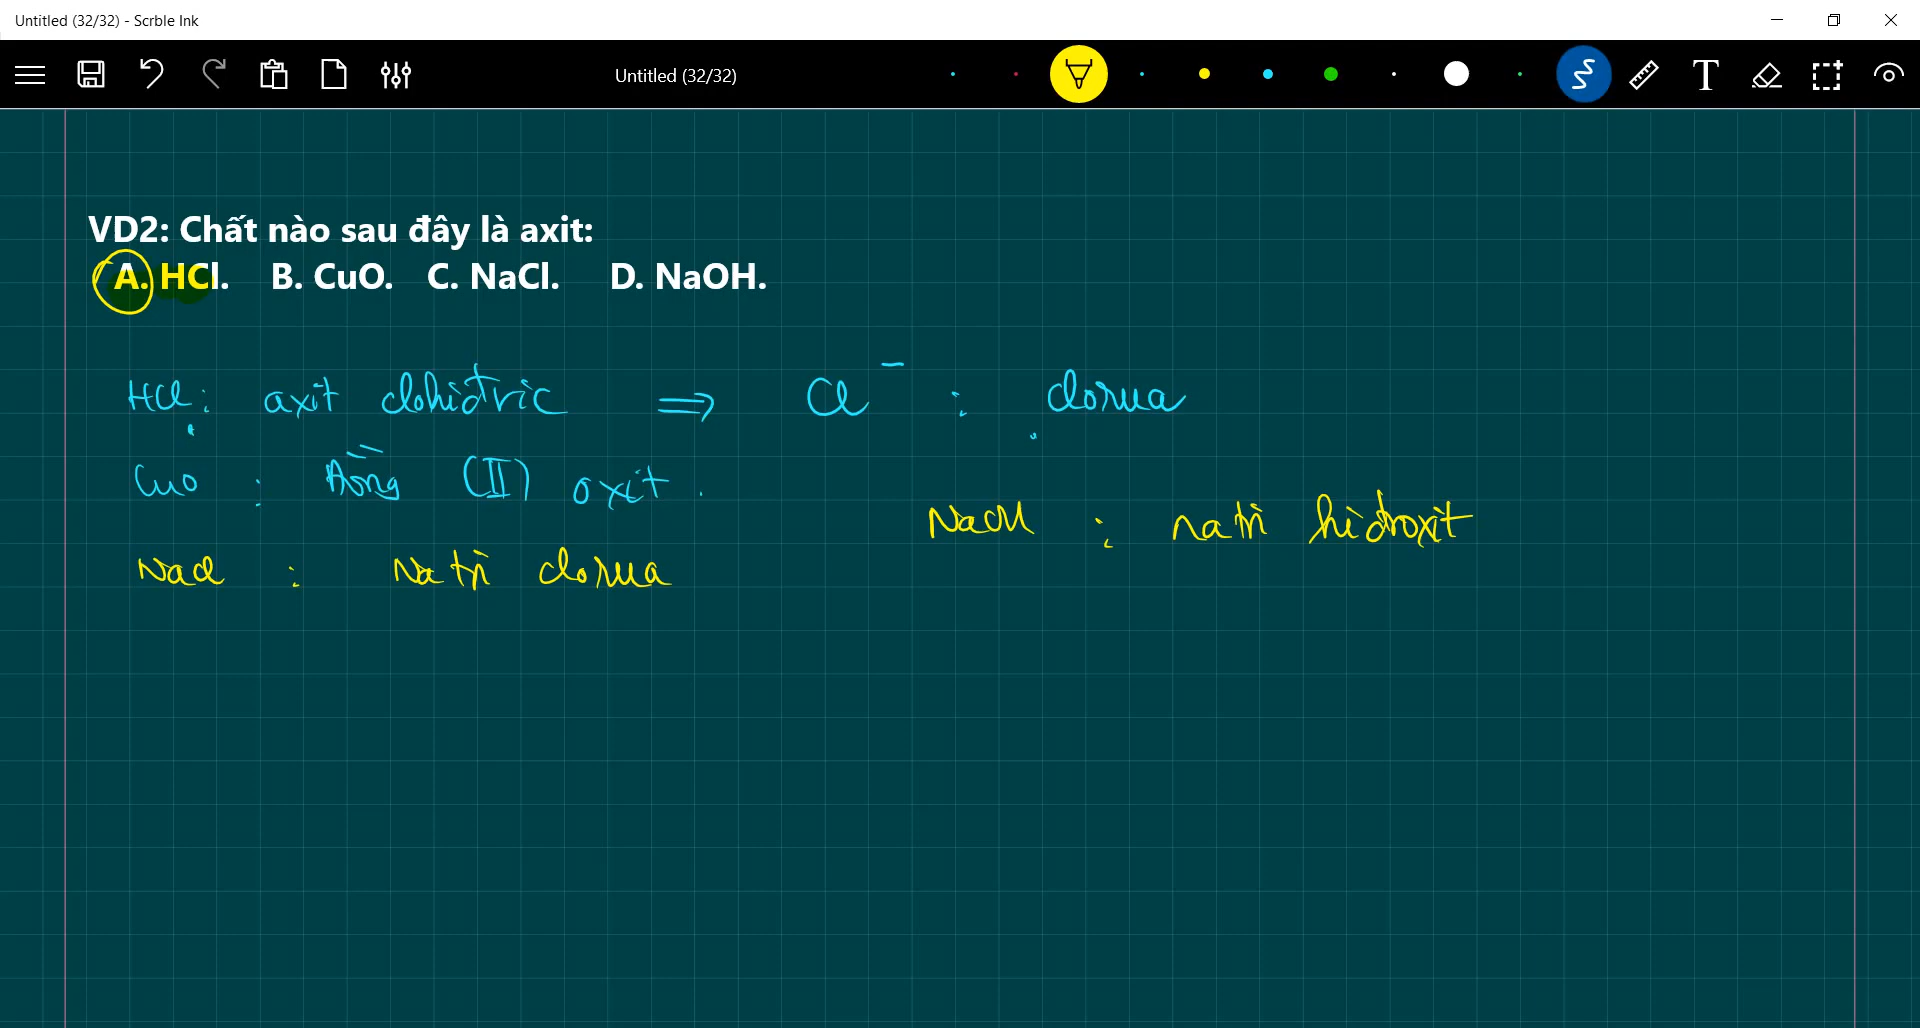 Untitled (32/32) - Scrble Ink
Untitled (32/32)
T
VD2: Chất nào sau đây là axit:
A. HCl. B. CuO. C. NaCl. D. NaOH.
HCl: axit clohiđric ⇒ Cl⁻ : clorua
CuO : Đồng (II) oxit.
NaOH : natri hiđroxit
NaCl : Natri clorua